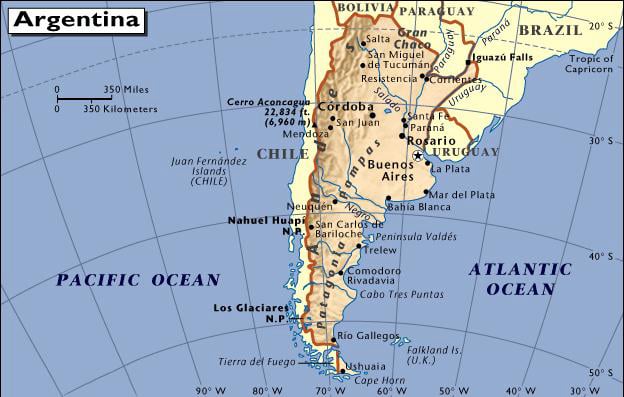 Argentina
BOLIVIA
PARAGUAY
BRAZIL
20°S
Gran
Chaco
Salta
San Miguel
de Tucumán
Paraguay
Paraná
Iguazú Falls
Tropic of
Capricorn
Resistencia
Corrientes
0 350 Miles
0 350 Kilometers
Cerro Aconcagua
22,834 ft.
(6,960 m)
Córdoba
Salado
Uruguay
Santa Fe
Paraná
San Juan
Mendoza
Rosario
30°S
CHILE
URUGUAY
Juan Fernández
Islands
(CHILE)
Buenos
Aires
La Plata
Andes
Pampas
Mar del Plata
Bahía Blanca
Neuquén
Negro
Nahuel Huapí
N.P.
San Carlos de
Bariloche
Península Valdés
Trelew
40°S
PACIFIC OCEAN
ATLANTIC
OCEAN
Patagonia
Comodoro
Rivadavia
Cabo Tres Puntas
Los Glaciares
N.P.
Río Gallegos
Falkland Is.
(U.K.)
Tierra del Fuego
Ushuaia
Cape Horn
50°S
90°W
80°W
70°W
60°W
50°W
40°W
30°W